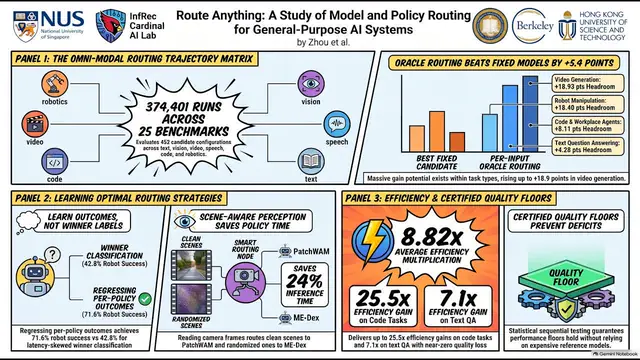 NUS
National University
of Singapore
InfRec
Cardinal
AI Lab
Route Anything: A Study of Model and Policy Routing
for General-Purpose AI Systems
by Zhou et al.
Berkeley
HONG KONG
UNIVERSITY OF
SCIENCE AND
TECHNOLOGY
PANEL 1: THE OMNI-MODAL ROUTING TRAJECTORY MATRIX
robotics
video
code
374,401 RUNS
ACROSS
25 BENCHMARKS
Evaluates 452 candidate configurations
across text, vision, video, speech,
code, and robotics.
vision
speech
text
ORACLE ROUTING BEATS FIXED MODELS BY +5.4 POINTS
BEST FIXED
CANDIDATE
PER-INPUT
ORACLE ROUTING
Video Generation:
+18.93 pts Headroom
Robot Manipulation:
+18.40 pts Headroom
Code & Workplace Agents:
+8.11 pts Headroom
Text Question Answering:
+4.28 pts Headroom
Massive gain potential exists within task types, rising up to +18.9 points in video generation.
PANEL 2: LEARNING OPTIMAL ROUTING STRATEGIES
LEARN OUTCOMES,
NOT WINNER LABELS
WINNER
CLASSIFICATION
(42.8% Robot Success)
REGRESSING
PER-POLICY
OUTCOMES
(71.6% Robot Success)
Regressing per-policy outcomes achieves
71.6% robot success vs 42.8% for
latency-skewed winner classification
SCENE-AWARE PERCEPTION
SAVES POLICY TIME
CLEAN
SCENES
RANDOMIZED
SCENES
SMART
ROUTING
NODE
PatchWAM
SAVES
24%
INFERENCE
TIME
ME-Dex
Reading camera frames routes clean scenes to
PatchWAM and randomized ones to ME-Dex
PANEL 3: EFFICIENCY & CERTIFIED QUALITY FLOORS
8.82x
AVERAGE EFFICIENCY
MULTIPLICATION
25.5x
EFFICIENCY GAIN
on Code Tasks
7.1x
EFFICIENCY GAIN
on Text QA
Delivers up to 25.5x efficiency gains on code tasks
and 7.1x on text QA with near-zero quality loss
CERTIFIED QUALITY FLOORS
PREVENT DEFICITS
QUALITY
FLOOR
Statistical sequential testing guarantees
performance floors without relying
on expensive reference models.
Gemini Notebook